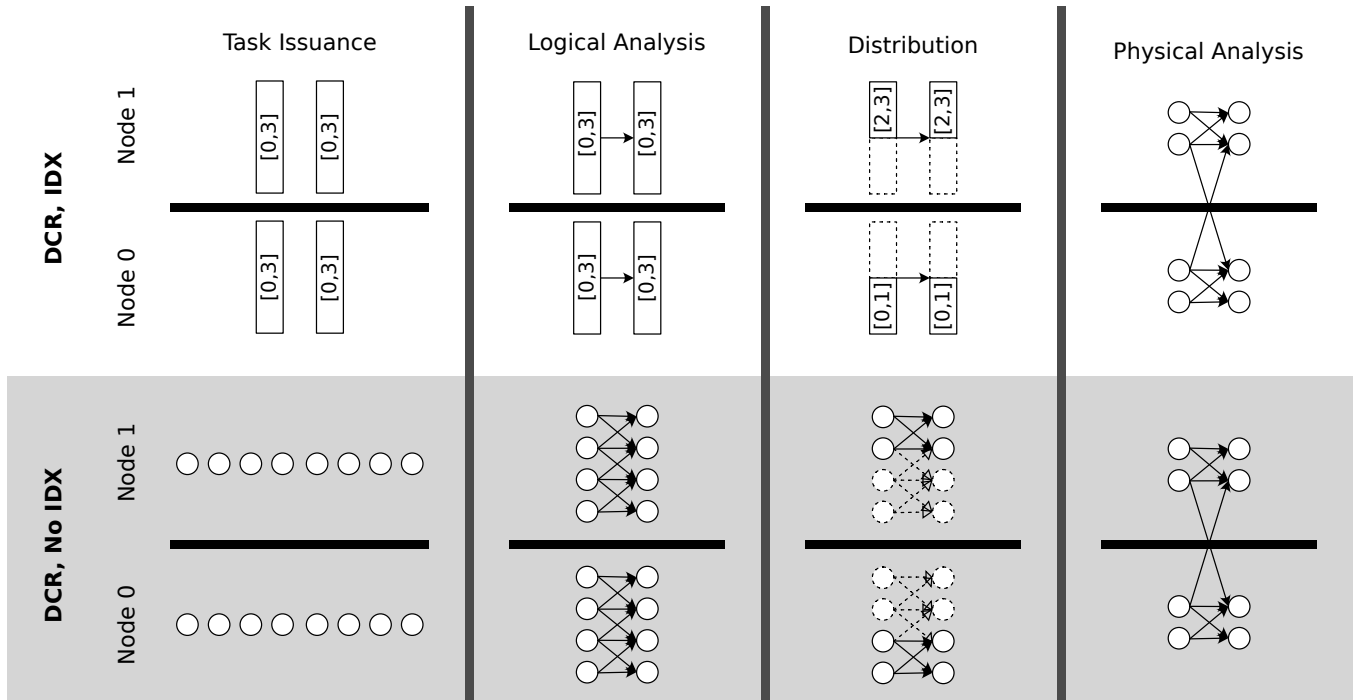 Task Issuance
Logical Analysis
Distribution
Physical Analysis
DCR, IDX
Node 1
[0,3]
[0,3]
[0,3]
[0,3]
[2,3]
[2,3]
Node 0
[0,3]
[0,3]
[0,3]
[0,3]
[0,1]
[0,1]
DCR, No IDX
Node 1
Node 0